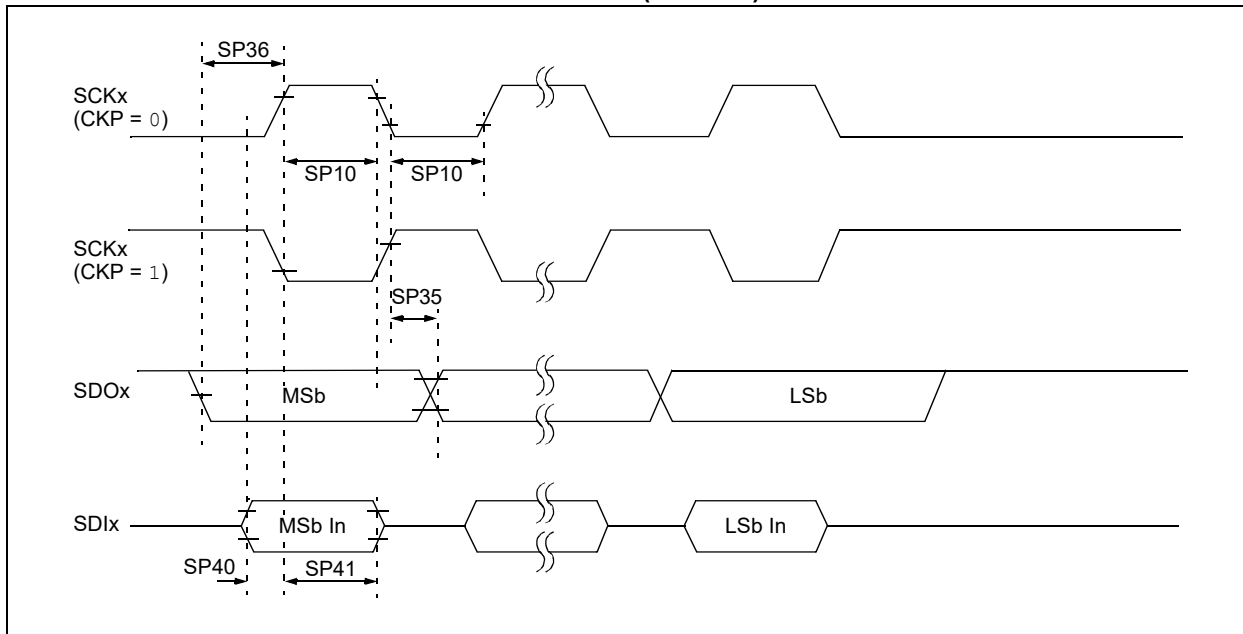 SP36
SCKx
(CKP = 0)
SP10
SP10
SCKx
(CKP = 1)
SP35
SDOx
MSb
LSb
SDIx
MSb In
LSb In
SP40
SP41